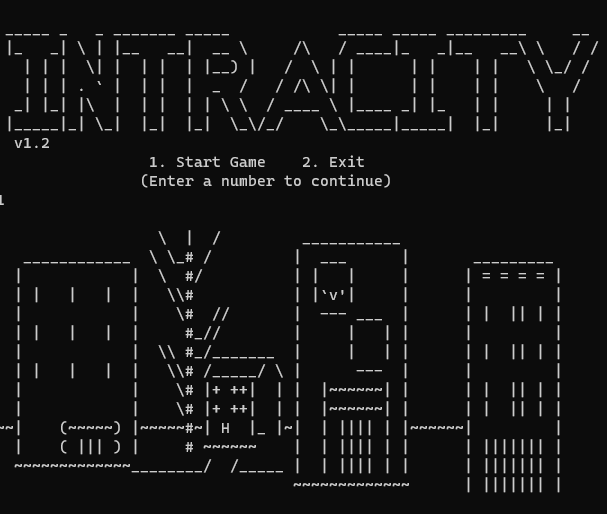 INTRACITY
v1.2
1. Start Game    2. Exit
(Enter a number to continue)
1
H